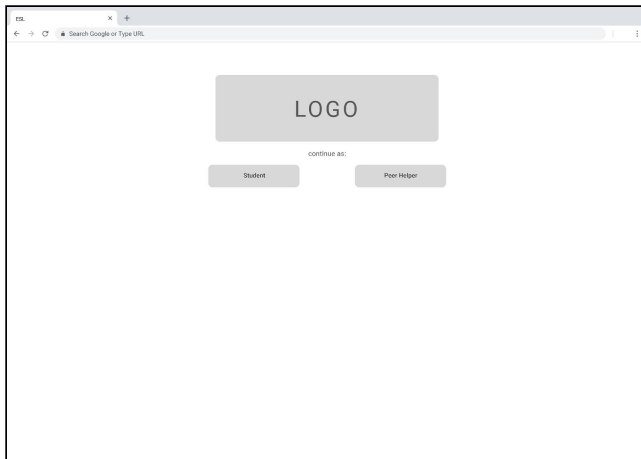 ESL
Search Google or Type URL
LOGO
continue as:
Student
Peer Helper